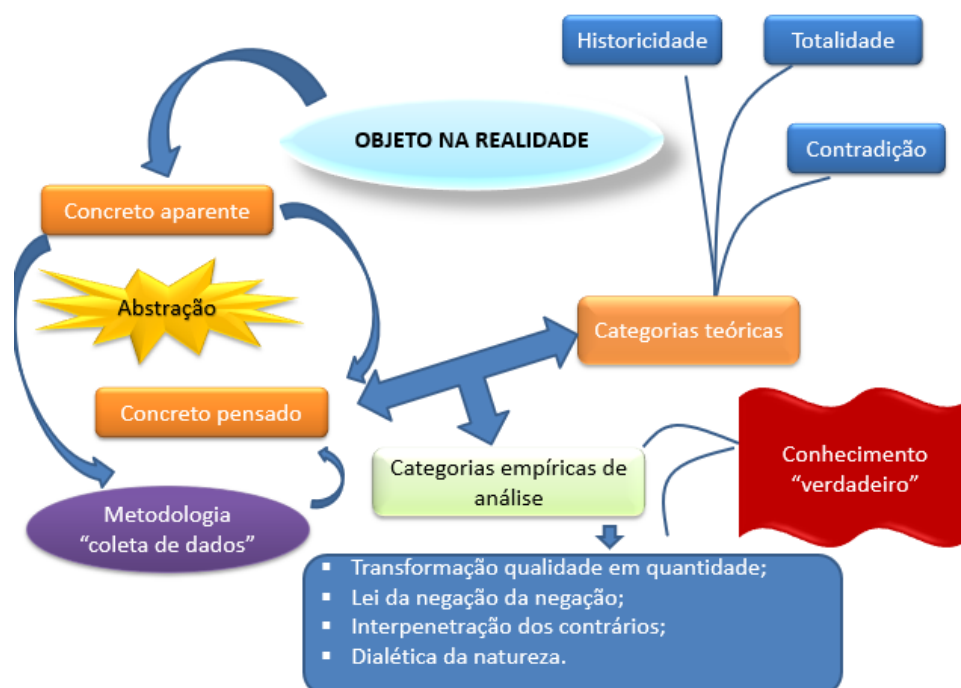 Historicidade
Totalidade
OBJETO NA REALIDADE
Contradição
Concreto aparente
Abstração
Categorias teóricas
Concreto pensado
Categorias empíricas de
análise
Conhecimento
“verdadeiro”
Metodologia
“coleta de dados”
▪ Transformação qualidade em quantidade;
▪ Lei da negação da negação;
▪ Interpenetração dos contrários;
▪ Dialética da natureza.